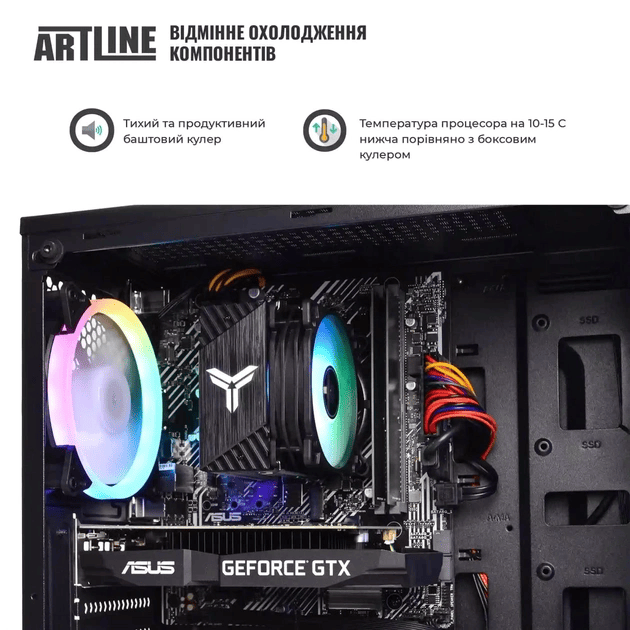 ARTLINE
ВІДМІННЕ ОХОЛОДЖЕННЯ
КОМПОНЕНТІВ
Тихий та продуктивний
баштовий кулер
Температура процесора на 10-15 С
нижча порівняно з боксовим
кулером
SSD
SSD
SSD
ASUS
ASUS
GEFORCE GTX